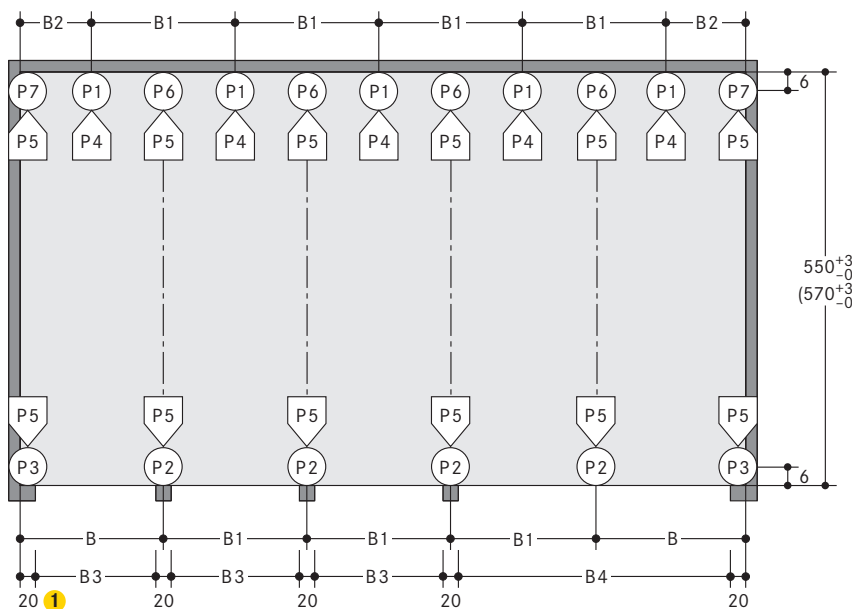 B2 B1 B1 B1 B1 B2
P7 P1 P6 P1 P6 P1 P6 P1 P6 P1 P7 6
P5 P4 P5 P4 P5 P4 P5 P4 P5 P4 P5
550+3−0
(570+3−0
P5 P5 P5 P5 P5 P5
P3 P2 P2 P2 P2 P3 6
B B1 B1 B1 B
B3 B3 B3 B4
20 1 20 20 20 20